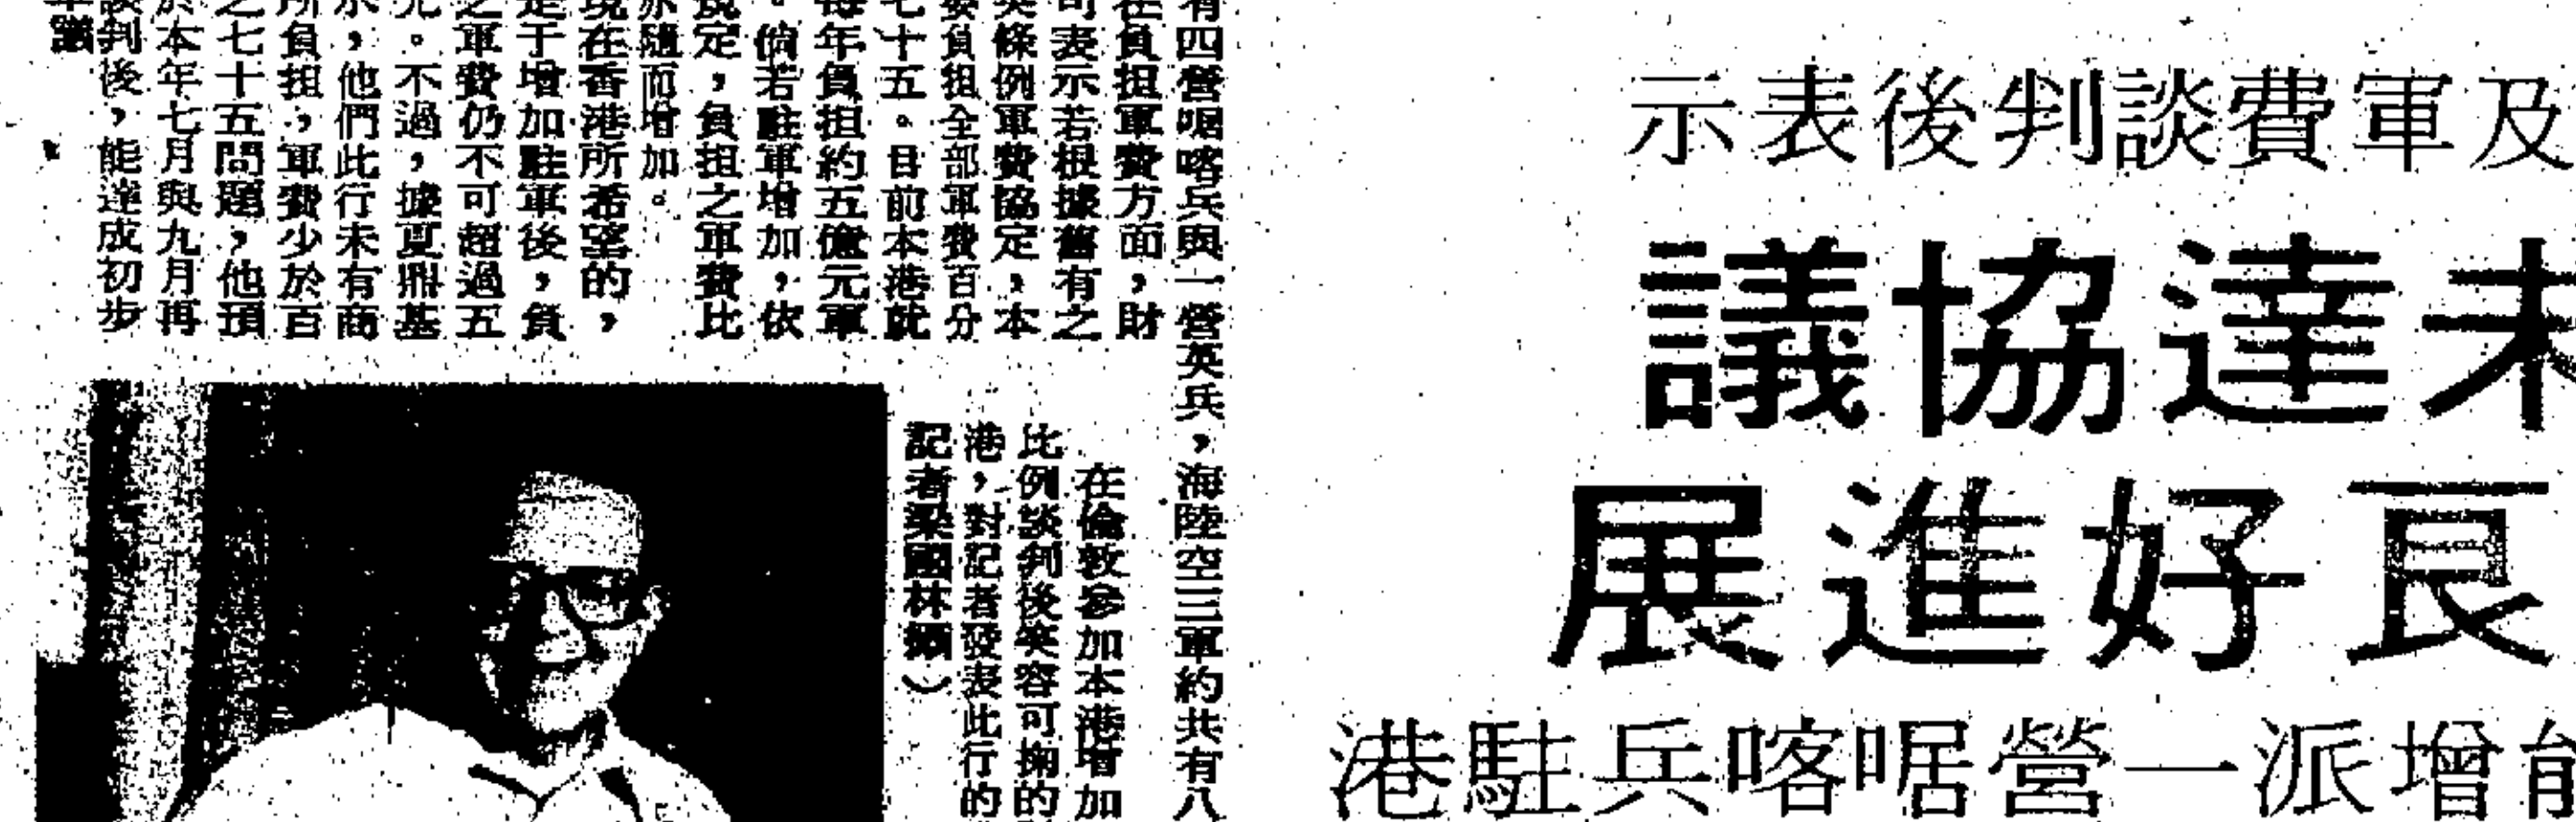 及軍費談判後表示
未達協議
良好進展
能增派一營啹喀兵駐港
有四營啹喀兵與一營英兵，海陸空三軍約共有八
在負担軍費方面，財
司表示若根據舊有之
英條例軍費協定，本
要負担全部軍費百分
七十五。目前本港就
每年負担約五億元軍
。倘若駐軍增加，依
規定，負担之軍費比
亦隨而增加。
現在香港所希望的，
是于增加駐軍後，負
之軍費仍不可超過五
元。不過，據夏鼎基
示，他們此行未有商
所負担，軍費少於百
之七十五問題，他預
於本年七月與九月再
談判後，能達成初步
在倫敦參加本港增加
比例談判後笑容可掬的
港，對記者發表此行的
記者梁國林攝）